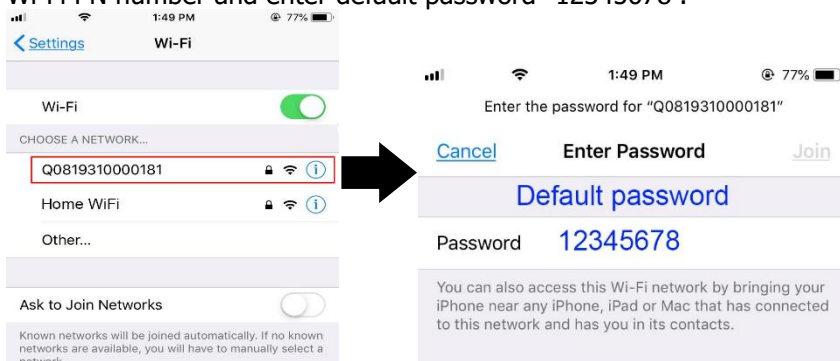 Wi-Fi PN number and enter default password "12345678".
1:49 PM
77%
Settings
Wi-Fi
Wi-Fi
CHOOSE A NETWORK...
Q0819310000181
Home WiFi
Other...
Ask to Join Networks
Known networks will be joined automatically. If no known
networks are available, you will have to manually select a
network.
1:49 PM
77%
Enter the password for “Q0819310000181”
Cancel
Enter Password
Join
Default password
Password 12345678
You can also access this Wi-Fi network by bringing your
iPhone near any iPhone, iPad or Mac that has connected
to this network and has you in its contacts.